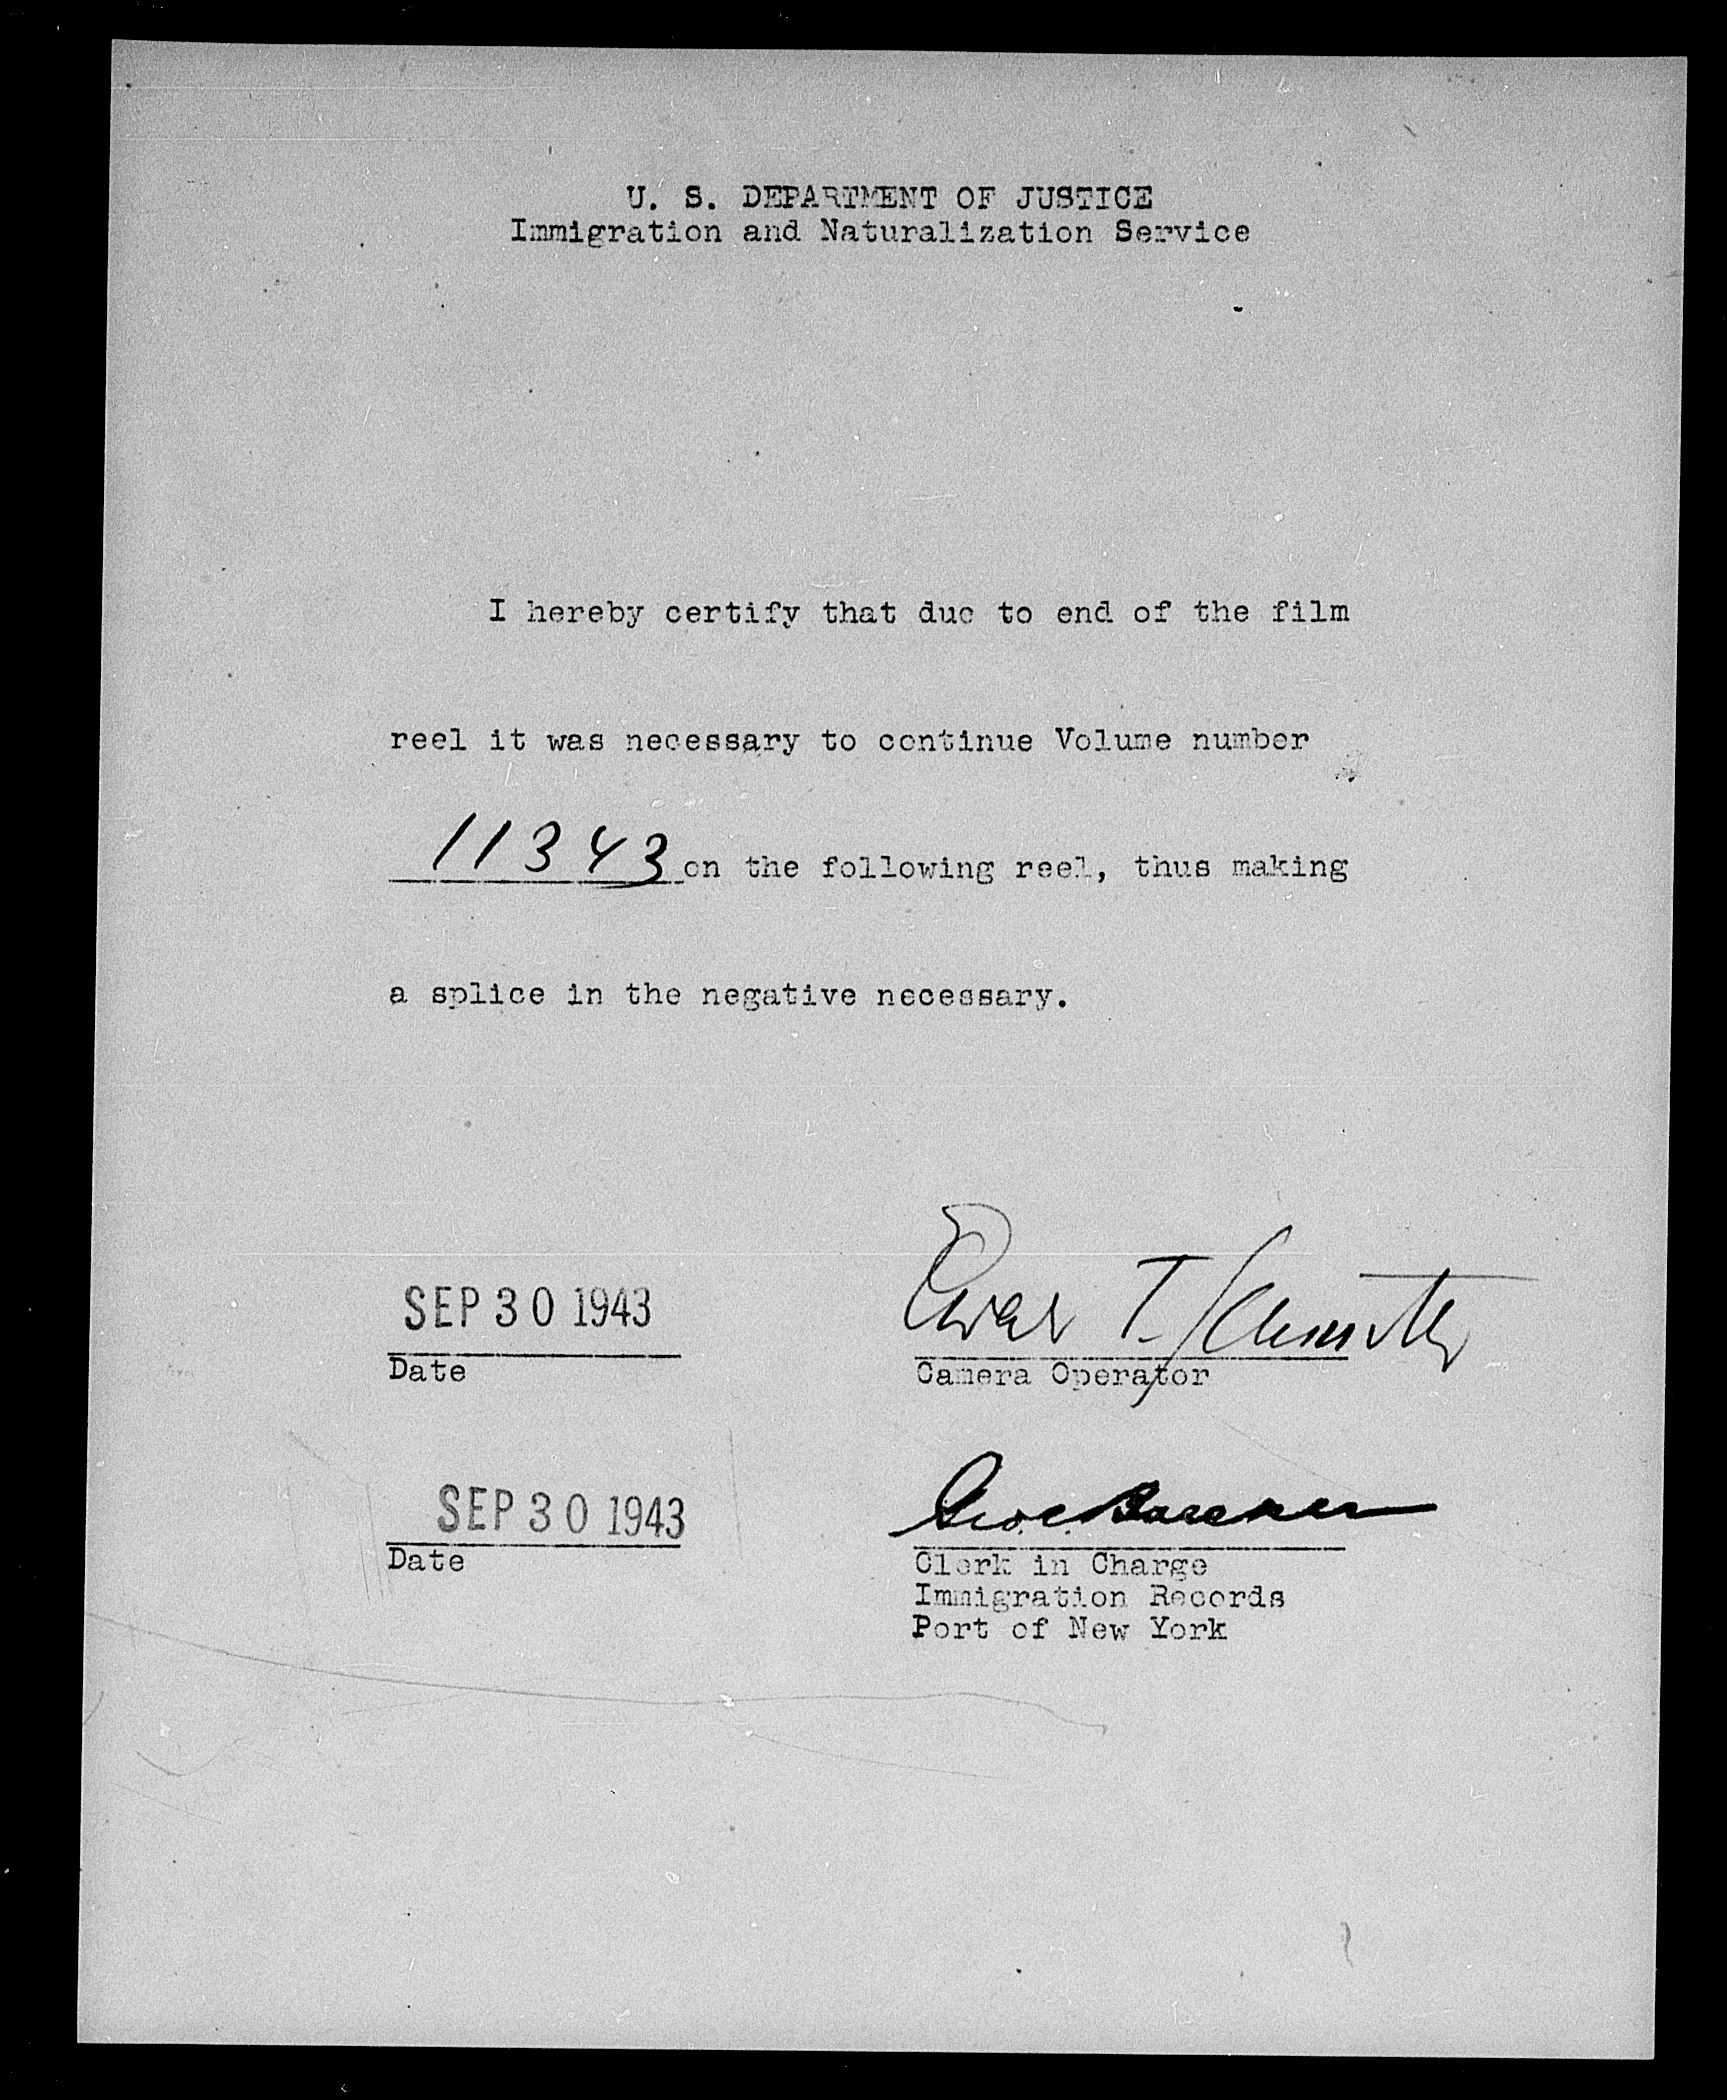 U. S. DEPARTMENT OF JUSTICE
Immigration and Naturalization Service
I hereby certify that due to end of the film
reel it was necessary to continue Volume number
11343 on the following reel, thus making
a splice in the negative necessary.
SEP 30 1943
Date
T. Schmitt
Camera Operator
SEP 30 1943
Date
Geo. C.
Clerk in Charge
Immigration Records
Port of New York